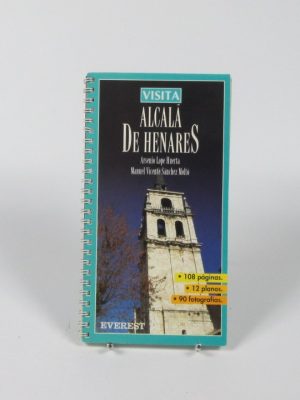 VISITA
ALCALÁ
DE HENARES
Arsenio Lope Huerta
Manuel Vicente Sánchez Moltó
• 108 páginas.
• 12 planos.
• 90 fotografías.
EVEREST